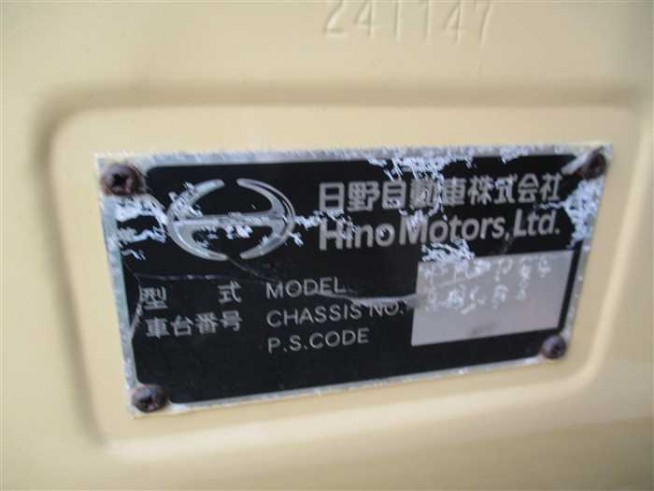 241147
日野自動車株式会社
Hino Motors, Ltd.
型 式 MODEL
車台番号 CHASSIS NO.
P.S.CODE